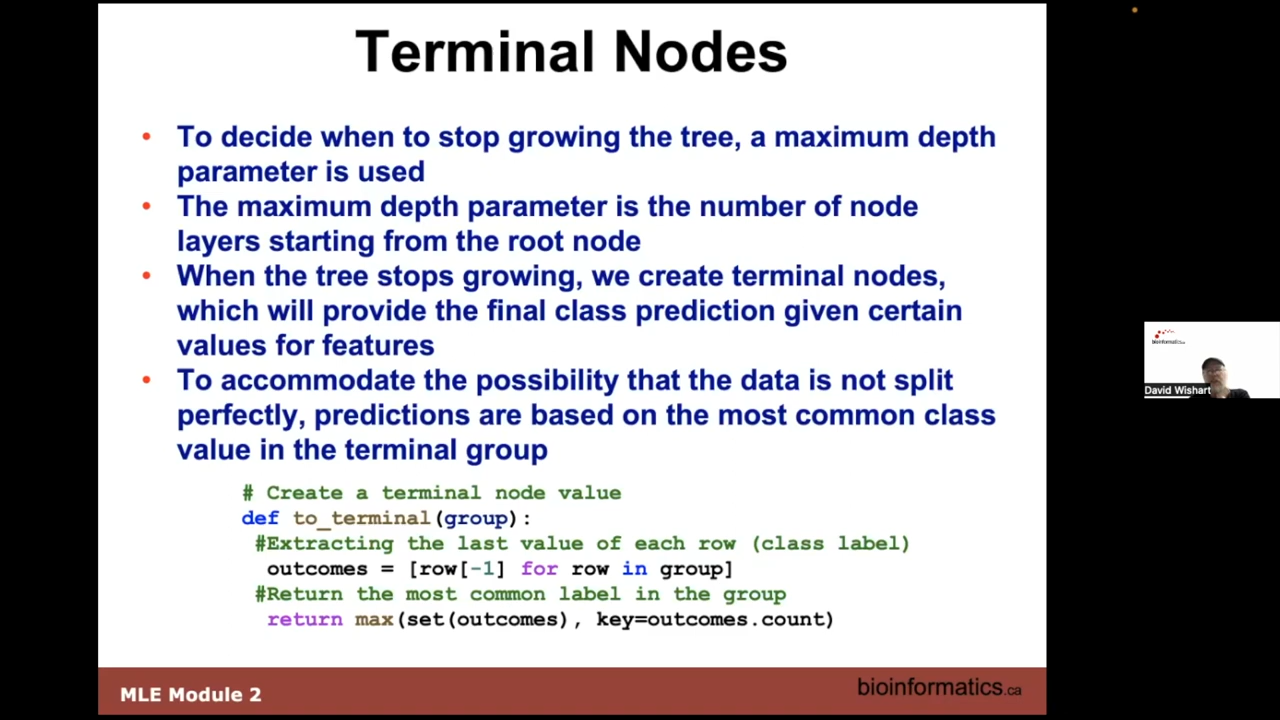 Terminal Nodes
• To decide when to stop growing the tree, a maximum depth
parameter is used
• The maximum depth parameter is the number of node
layers starting from the root node
• When the tree stops growing, we create terminal nodes,
which will provide the final class prediction given certain
values for features
• To accommodate the possibility that the data is not split
perfectly, predictions are based on the most common class
value in the terminal group
# Create a terminal node value
def to_terminal(group):
#Extracting the last value of each row (class label)
outcomes = [row[-1] for row in group]
#Return the most common label in the group
return max(set(outcomes), key=outcomes.count)
MLE Module 2
bioinformatics.ca
bioinformatics.ca
David Wishart